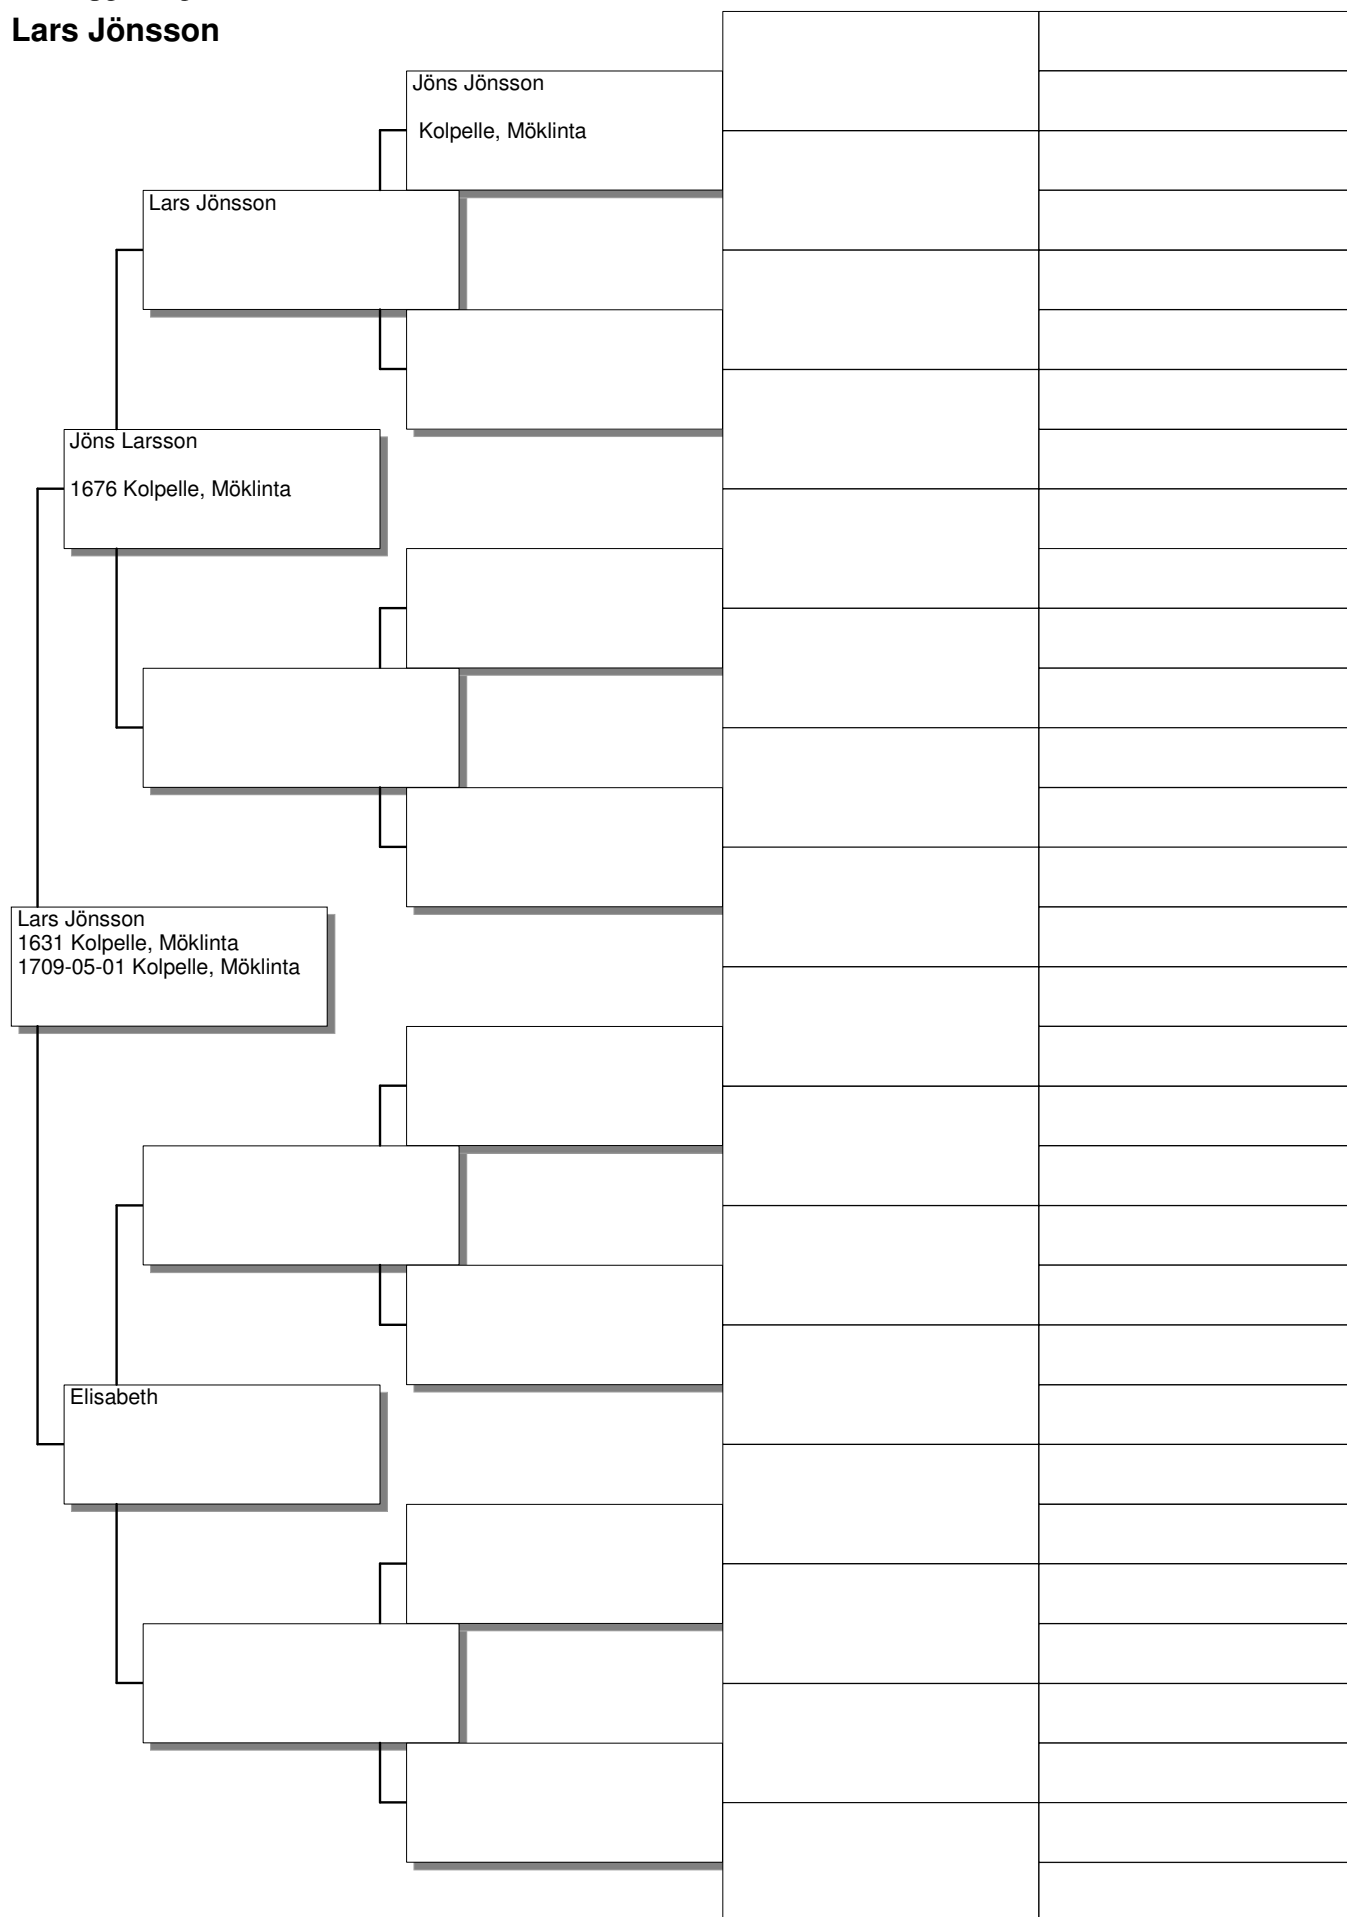 Lars Jönsson
Jöns Jönsson
Kolpelle, Möklinta
Lars Jönsson
Jöns Larsson
1676 Kolpelle, Möklinta
Lars Jönsson
1631 Kolpelle, Möklinta
1709-05-01 Kolpelle, Möklinta
Elisabeth